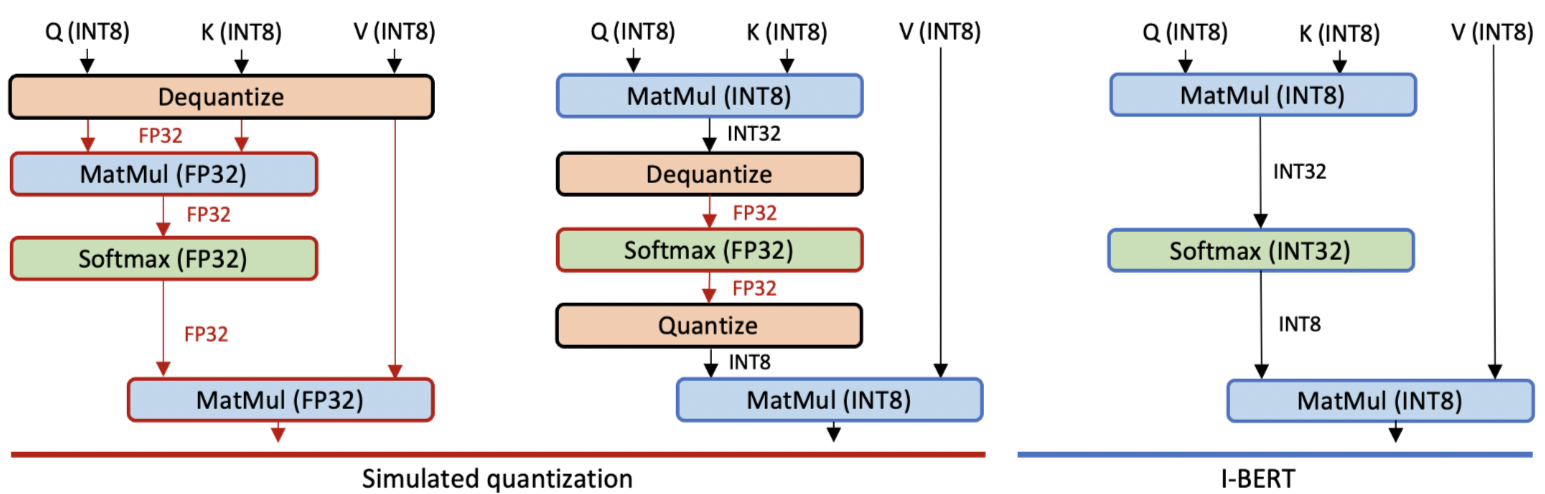 Q (INT8)
K (INT8)
V (INT8)
Dequantize
FP32
MatMul (FP32)
FP32
Softmax (FP32)
FP32
MatMul (FP32)
Q (INT8)
K (INT8)
V (INT8)
MatMul (INT8)
INT32
Dequantize
FP32
Softmax (FP32)
FP32
Quantize
INT8
MatMul (INT8)
Simulated quantization
Q (INT8)
K (INT8)
V (INT8)
MatMul (INT8)
INT32
Softmax (INT32)
INT8
MatMul (INT8)
I-BERT